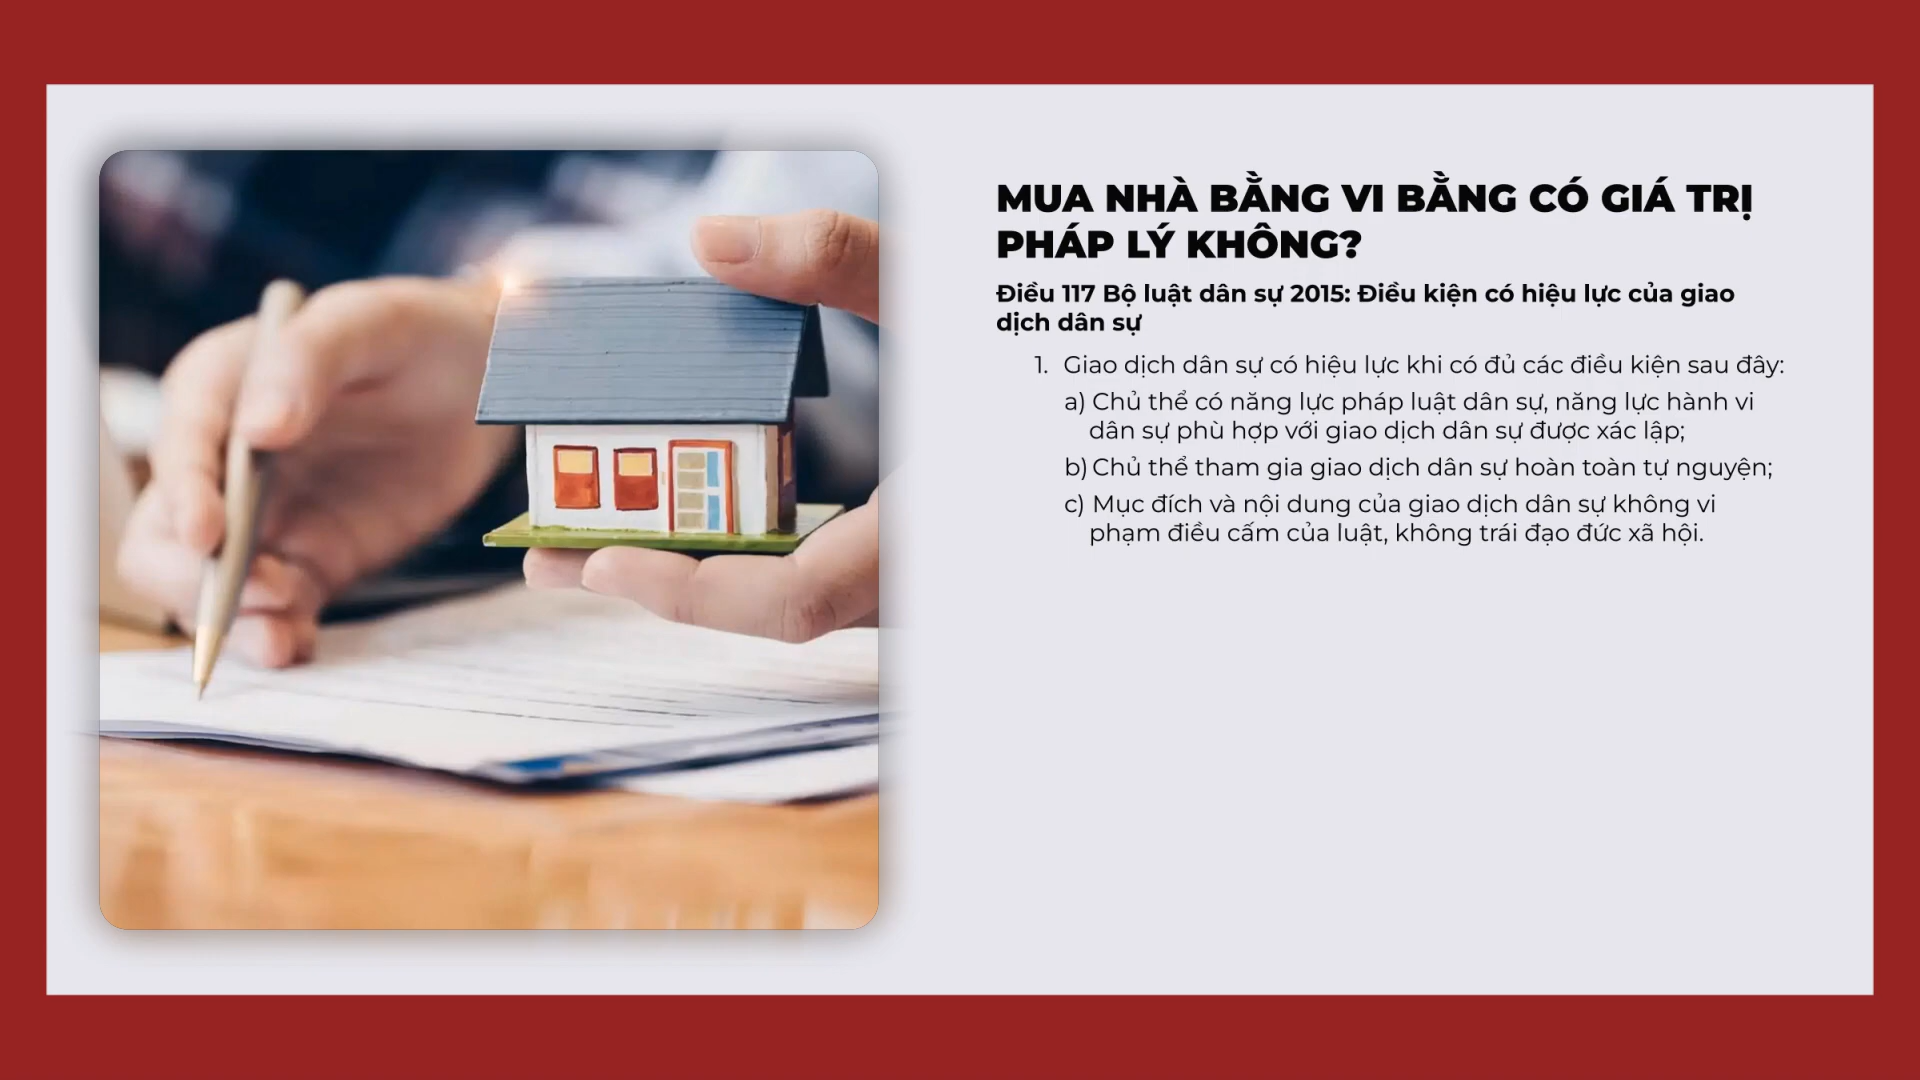 MUA NHÀ BẰNG VI BẰNG CÓ GIÁ TRỊ
PHÁP LÝ KHÔNG?
Điều 117 Bộ luật dân sự 2015: Điều kiện có hiệu lực của giao
dịch dân sự
1. Giao dịch dân sự có hiệu lực khi có đủ các điều kiện sau đây:
a) Chủ thể có năng lực pháp luật dân sự, năng lực hành vi
dân sự phù hợp với giao dịch dân sự được xác lập;
b) Chủ thể tham gia giao dịch dân sự hoàn toàn tự nguyện;
c) Mục đích và nội dung của giao dịch dân sự không vi
phạm điều cấm của luật, không trái đạo đức xã hội.